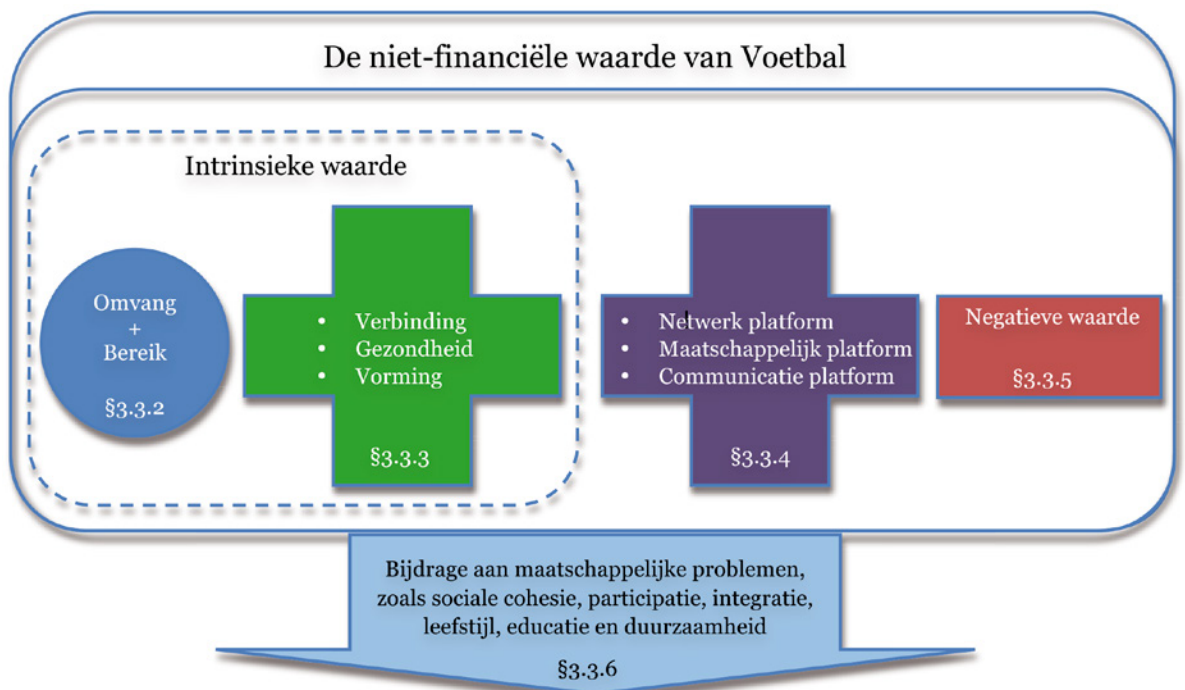 De niet-financiële waarde van Voetbal
Intrinsieke waarde
Omvang
+
Bereik
§3.3.2
• Verbinding
• Gezondheid
• Vorming
§3.3.3
• Netwerk platform
• Maatschappelijk platform
• Communicatie platform
§3.3.4
Negatieve waarde
§3.3.5
Bijdrage aan maatschappelijke problemen,
zoals sociale cohesie, participatie, integratie,
leefstijl, educatie en duurzaamheid
§3.3.6